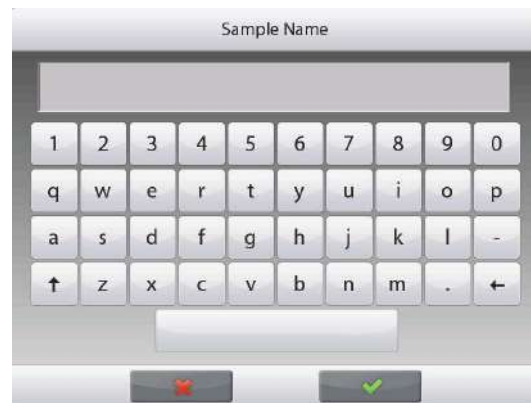 Sample Name
1 2 3 4 5 6 7 8 9 0
q w e r t y u i o p
a s d f g h j k l -
↑ z x c v b n m . ←